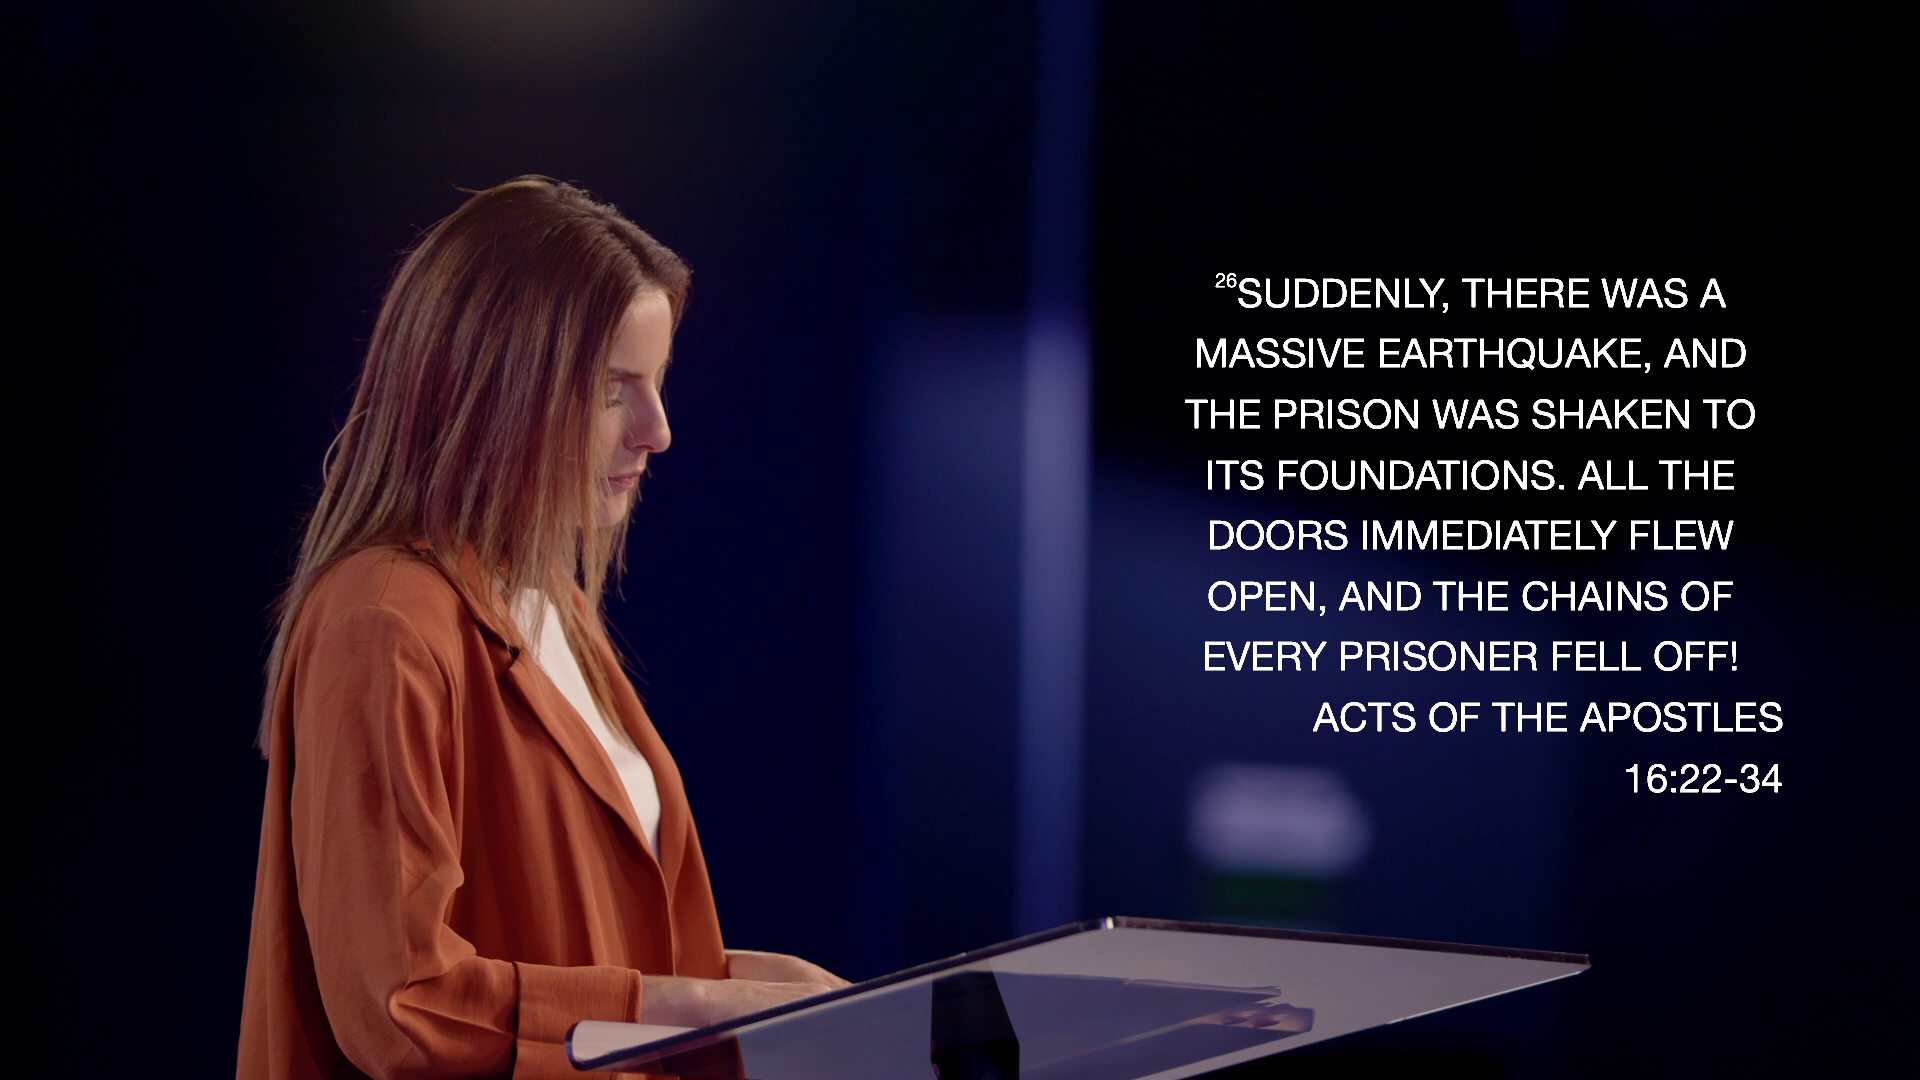 26SUDDENLY, THERE WAS A
MASSIVE EARTHQUAKE, AND
THE PRISON WAS SHAKEN TO
ITS FOUNDATIONS. ALL THE
DOORS IMMEDIATELY FLEW
OPEN, AND THE CHAINS OF
EVERY PRISONER FELL OFF!
ACTS OF THE APOSTLES
16:22-34